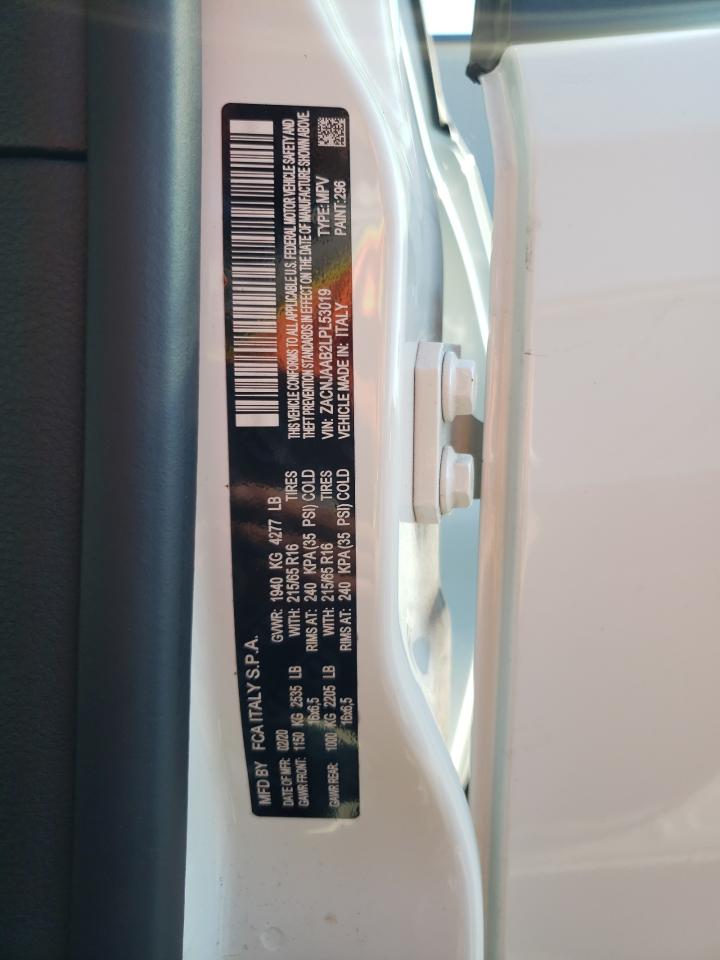 MFD BY FCA ITALY S.P.A.
DATE OF MFR: 02/20 GVWR: 1940 KG 4277 LB
GAWR FRONT: 1150 KG 2535 LB WITH: 215/65 R16 TIRES
16x6,5 RIMS AT: 240 KPA(35 PSI) COLD
GAWR REAR: 1000 KG 2205 LB WITH: 215/65 R16 TIRES
16x6,5 RIMS AT: 240 KPA(35 PSI) COLD
THIS VEHICLE CONFORMS TO ALL APPLICABLE U.S. FEDERAL MOTOR VEHICLE SAFETY AND
THEFT PREVENTION STANDARDS IN EFFECT ON THE DATE OF MANUFACTURE SHOWN ABOVE.
VIN: ZACNJAAB2LPL53019 TYPE: MPV
VEHICLE MADE IN: ITALY PAINT: 296